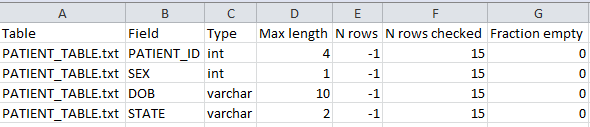 A B C D E F G
Table Field Type Max length N rows N rows checked Fraction empty
PATIENT_TABLE.txt PATIENT_ID int 4 -1 15 0
PATIENT_TABLE.txt SEX int 1 -1 15 0
PATIENT_TABLE.txt DOB varchar 10 -1 15 0
PATIENT_TABLE.txt STATE varchar 2 -1 15 0